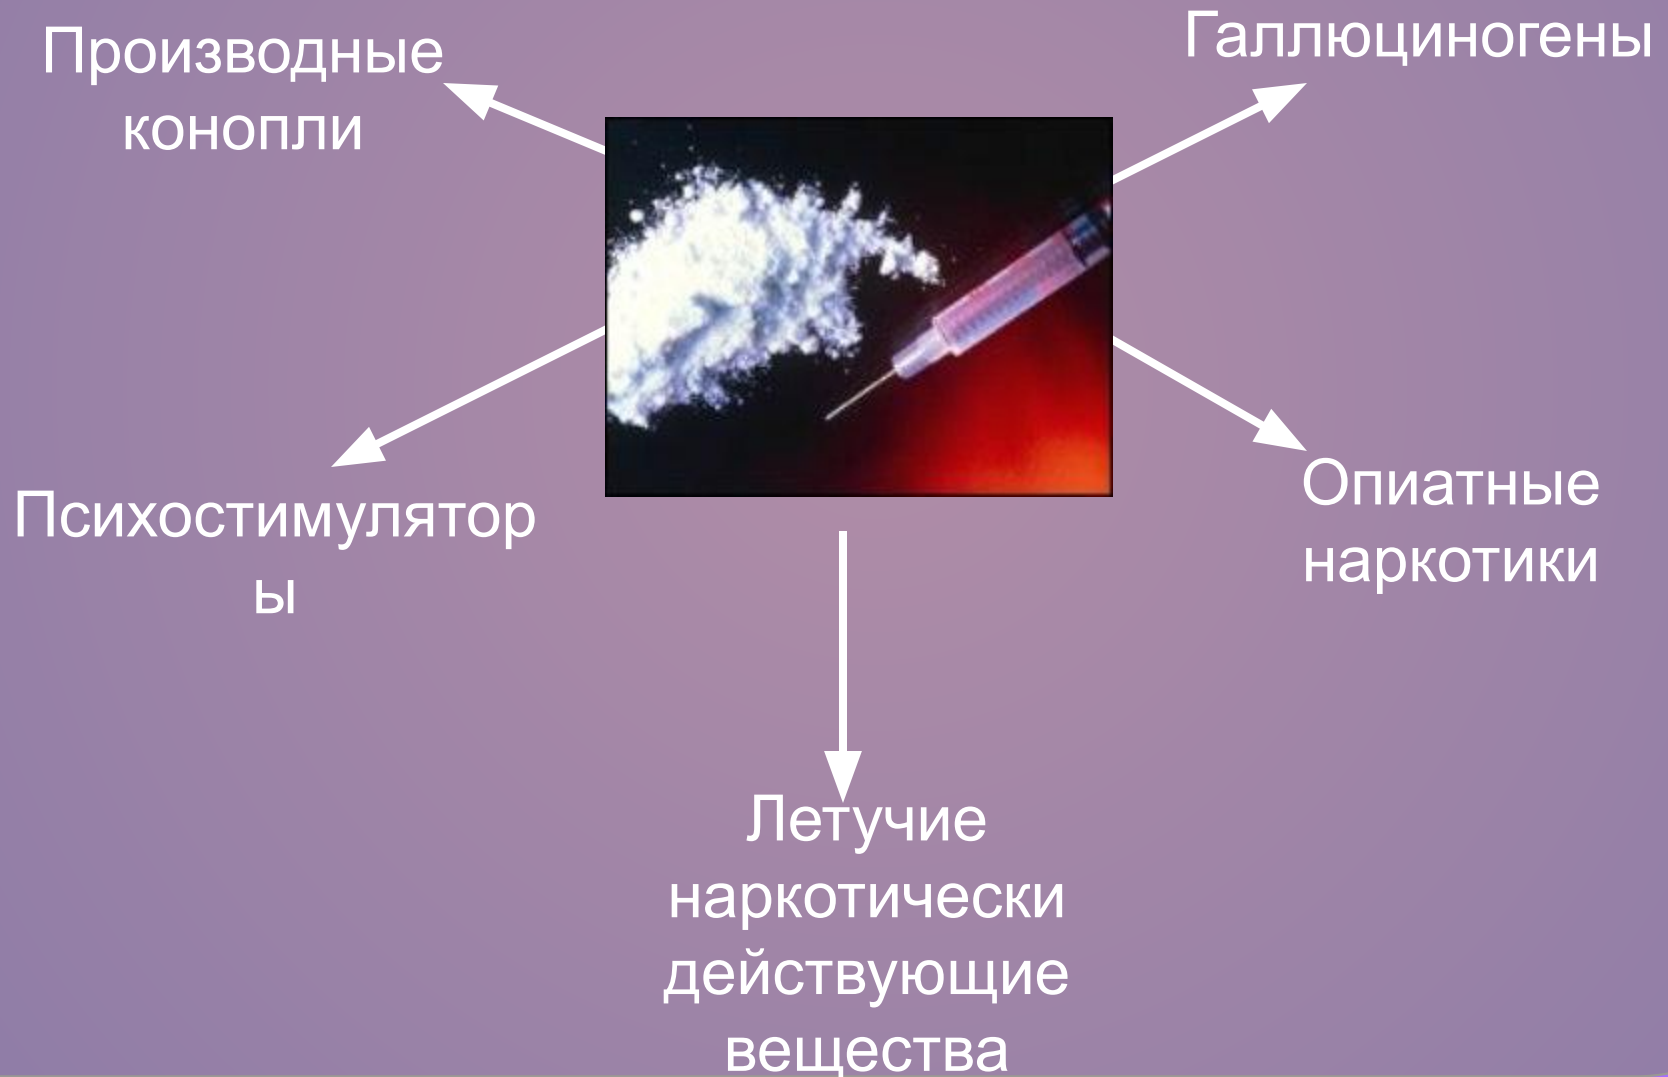 Производные
конопли
Галлюциногены
Психостимулятор
ы
Опиатные
наркотики
Летучие
наркотически
действующие
вещества